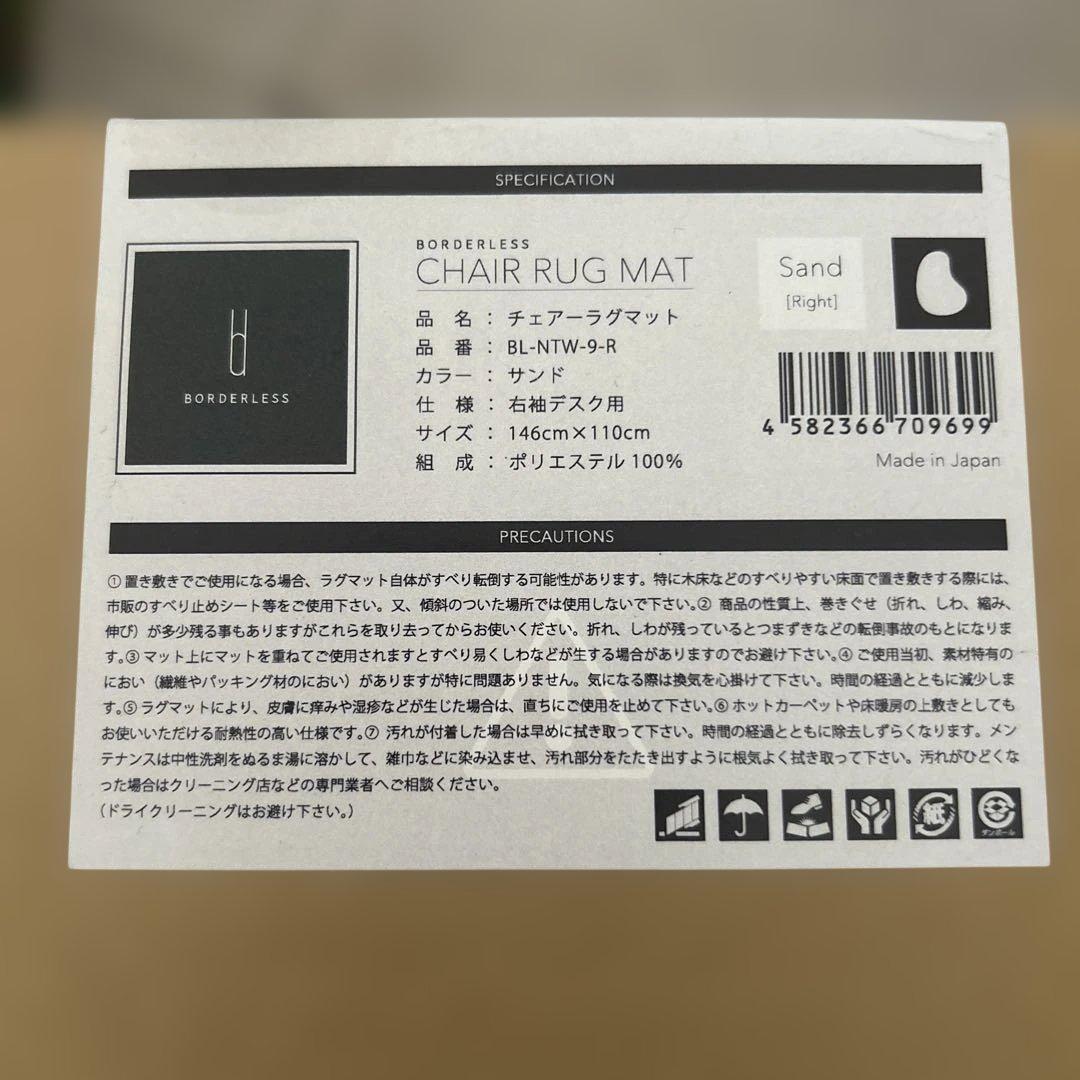 SPECIFICATION
BORDERLESS
BORDERLESS
CHAIR RUG MAT
品 名 : チェアーラグマット
品 番 : BL-NTW-9-R
カラー : サンド
仕 様 : 右袖デスク用
サイズ : 146cm×110cm
組 成 : ポリエステル 100%
Sand
[Right]
4 582366 709699
Made in Japan
PRECAUTIONS
① 置き敷きでご使用になる場合、ラグマット自体がすべり転倒する可能性があります。特に木床などのすべりやすい床面で置き敷きする際には、
市販のすべり止めシート等をご使用下さい。又、傾斜のついた場所では使用しないで下さい。② 商品の性質上、巻きぐせ（折れ、しわ、縮み、
伸び）が多少残る事もありますがこれらを取り去ってからお使いください。折れ、しわが残っているとつまずきなどの転倒事故のもとになりま
す。③ マット上にマットを重ねてご使用されますとすべり易くしわなどが生する場合がありますのでお避け下さい。④ ご使用当初、素材特有の
におい（繊維やパッキング材のにおい）がありますが特に問題ありません。気になる際は換気を心掛けて下さい。時間の経過とともに減少しま
す。⑤ ラグマットにより、皮膚に痒みや湿疹などが生じた場合は、直ちにご使用を止めて下さい。⑥ ホットカーペットや床暖房の上敷きとしても
お使いいただける耐熱性の高い仕様です。⑦ 汚れが付着した場合は早めに拭き取って下さい。時間の経過とともに除去しずらくなります。メン
テナンスは中性洗剤をぬるま湯に溶かして、雑巾などに染み込ませ、汚れ部分をたたき出すように根気よく拭き取って下さい。汚れがひどくな
った場合はクリーニング店などの専門業者へご相談ください。
（ドライクリーニングはお避け下さい。）
紙
ダンボール